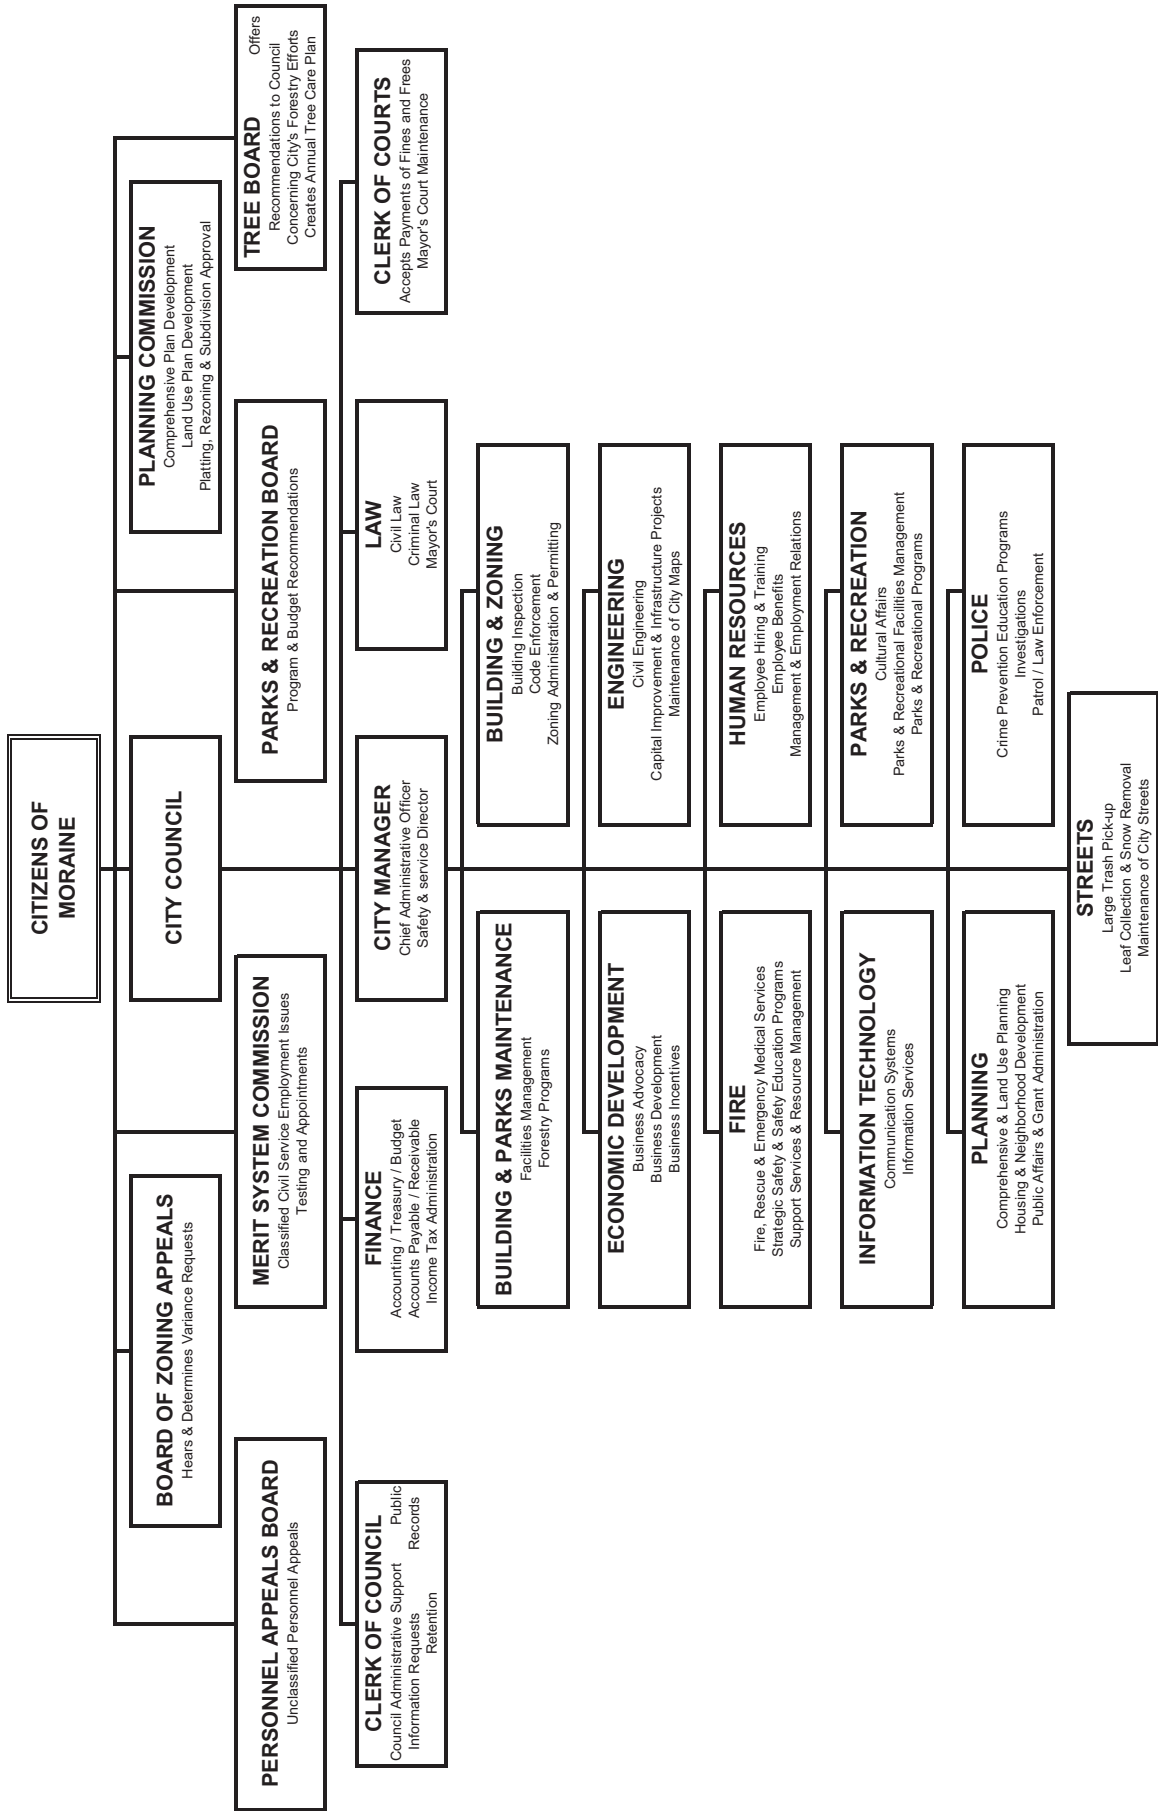 CITIZENS OF
MORAINE
BOARD OF ZONING APPEALS
Hears & Determines Variance Requests
CITY COUNCIL
PLANNING COMMISSION
Comprehensive Plan Development
Land Use Plan Development
Platting, Rezoning & Subdivision Approval
PERSONNEL APPEALS BOARD
Unclassified Personnel Appeals
MERIT SYSTEM COMMISSION
Classified Civil Service Employment Issues
Testing and Appointments
PARKS & RECREATION BOARD
Program & Budget Recommendations
TREE BOARD
Offers
Recommendations to Council
Concerning City's Forestry Efforts
Creates Annual Tree Care Plan
CLERK OF COUNCIL
Council Administrative Support Public
Information Requests Records
Retention
FINANCE
Accounting / Treasury / Budget
Accounts Payable / Receivable
Income Tax Administration
CITY MANAGER
Chief Administrative Officer
Safety & service Director
LAW
Civil Law
Criminal Law
Mayor's Court
CLERK OF COURTS
Accepts Payments of Fines and Frees
Mayor's Court Maintenance
BUILDING & PARKS MAINTENANCE
Facilities Management
Forestry Programs
BUILDING & ZONING
Building Inspection
Code Enforcement
Zoning Administration & Permitting
ECONOMIC DEVELOPMENT
Business Advocacy
Business Development
Business Incentives
ENGINEERING
Civil Engineering
Capital Improvement & Infrastructure Projects
Maintenance of City Maps
FIRE
Fire, Rescue & Emergency Medical Services
Strategic Safety & Safety Education Programs
Support Services & Resource Management
HUMAN RESOURCES
Employee Hiring & Training
Employee Benefits
Management & Employment Relations
INFORMATION TECHNOLOGY
Communication Systems
Information Services
PARKS & RECREATION
Cultural Affairs
Parks & Recreational Facilities Management
Parks & Recreational Programs
PLANNING
Comprehensive & Land Use Planning
Housing & Neighborhood Development
Public Affairs & Grant Administration
POLICE
Crime Prevention Education Programs
Investigations
Patrol / Law Enforcement
STREETS
Large Trash Pick-up
Leaf Collection & Snow Removal
Maintenance of City Streets